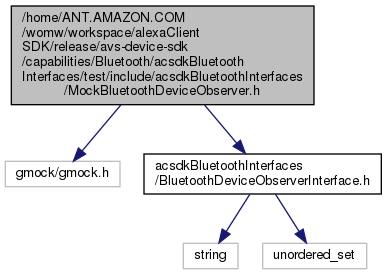 /home/ANT.AMAZON.COM
/womw/workspace/alexaClient
SDK/release/avs-device-sdk
/capabilities/Bluetooth/acsdkBluetooth
Interfaces/test/include/acsdkBluetoothInterfaces
/MockBluetoothDeviceObserver.h
gmock/gmock.h
acsdkBluetoothInterfaces
/BluetoothDeviceObserverInterface.h
string
unordered_set